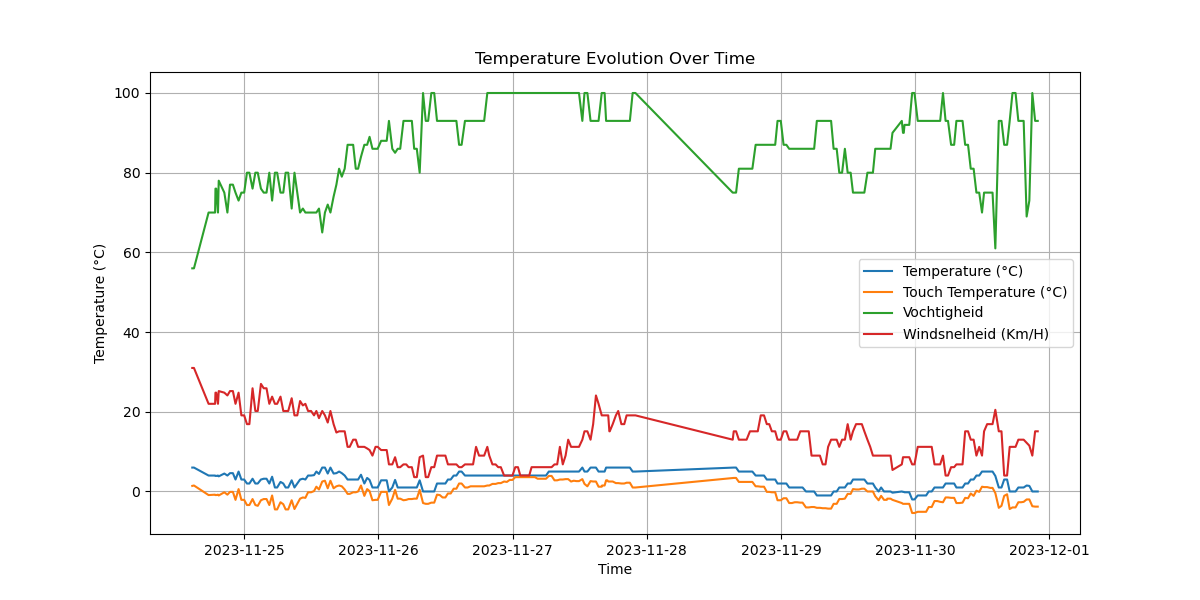 Temperature Evolution Over Time
Temperature (°C)
100
80
60
40
20
0
Temperature (°C)
Touch Temperature (°C)
Vochtigheid
Windsnelheid (Km/H)
2023-11-25
2023-11-26
2023-11-27
2023-11-28
2023-11-29
2023-11-30
2023-12-01
Time